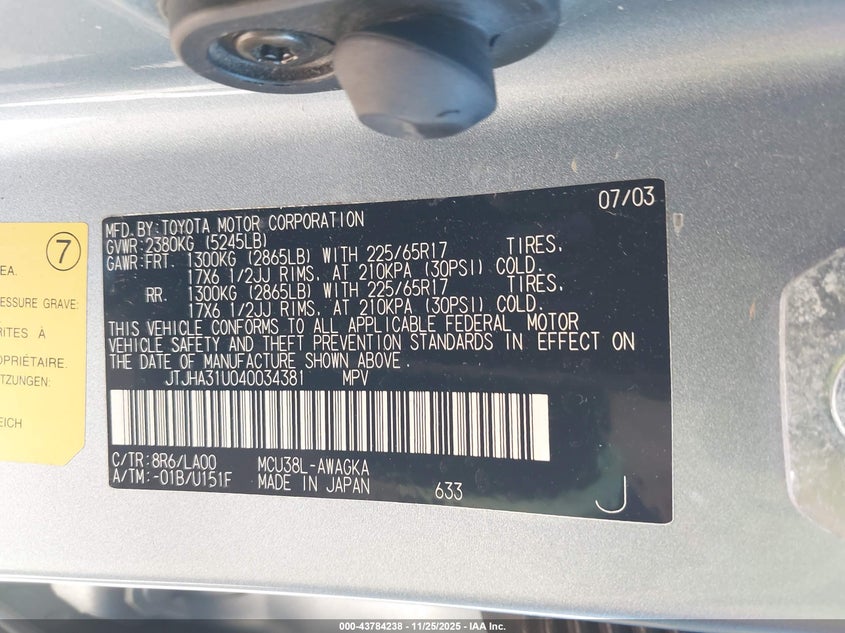 7
EA.
ESSURE GRAVE:
RITES À
OPRIÉTAIRE.
TZUNGEN:
EICH
07/03
MFD.BY:TOYOTA MOTOR CORPORATION
GVWR:2380KG (5245LB)
GAWR:FRT. 1300KG (2865LB) WITH 225/65R17 TIRES,
17X6 1/2JJ RIMS, AT 210KPA (30PSI) COLD.
RR. 1300KG (2865LB) WITH 225/65R17 TIRES,
17X6 1/2JJ RIMS, AT 210KPA (30PSI) COLD.
THIS VEHICLE CONFORMS TO ALL APPLICABLE FEDERAL MOTOR
VEHICLE SAFETY AND THEFT PREVENTION STANDARDS IN EFFECT ON
THE DATE OF MANUFACTURE SHOWN ABOVE.
JTJHA31U040034381 MPV
C/TR:8R6/LA00 MCU38L-AWAGKA
A/TM:-01B/U151F MADE IN JAPAN 633 J
000-43784238 - 11/25/2025 - IAA Inc.